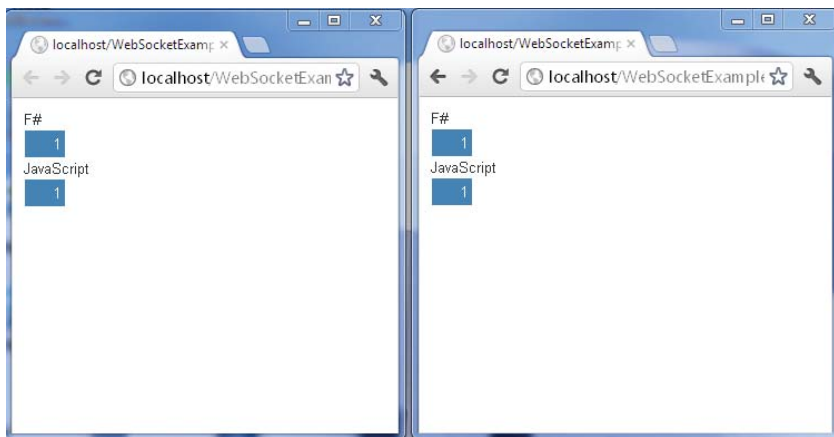 localhost/WebSocketExamp
localhost/WebSocketExam
F#
1
JavaScript
1
localhost/WebSocketExamp
localhost/WebSocketExample
F#
1
JavaScript
1